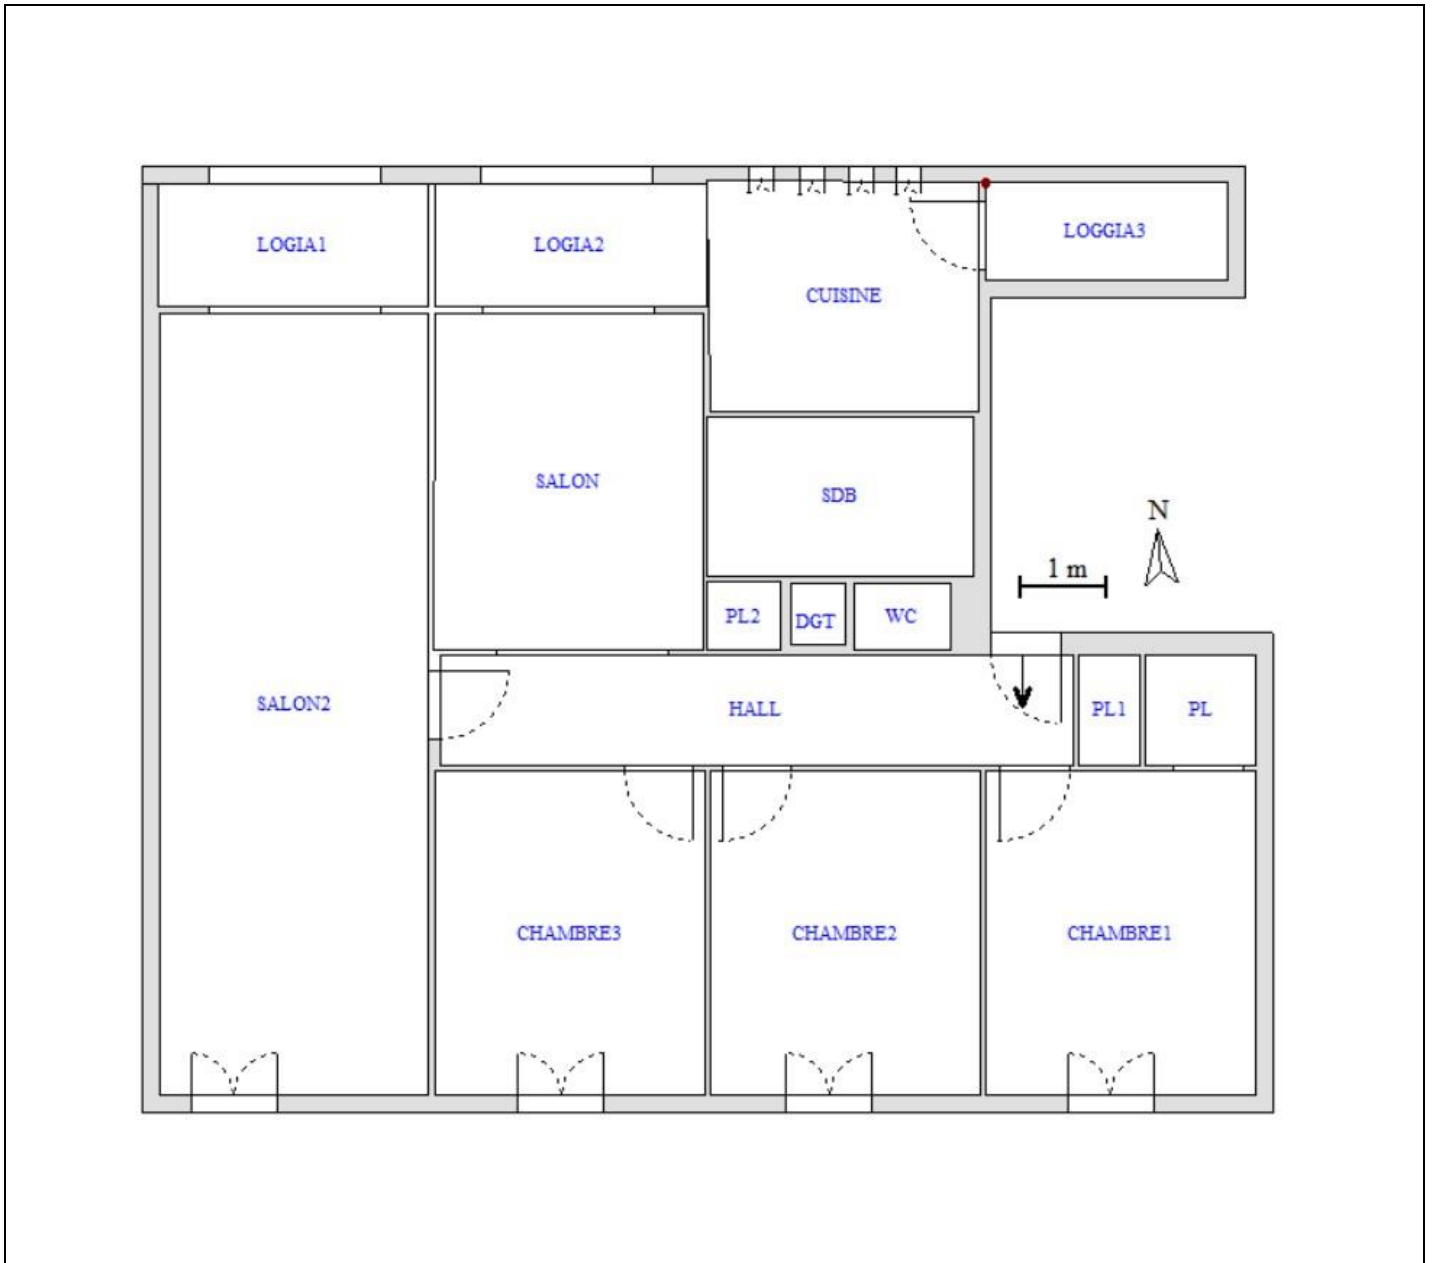 LOGIA1
LOGIA2
LOGGIA3
CUISINE
SALON
SDB
N
1 m
PL2
DGT
WC
SALON2
HALL
PL1
PL
CHAMBRE3
CHAMBRE2
CHAMBRE1